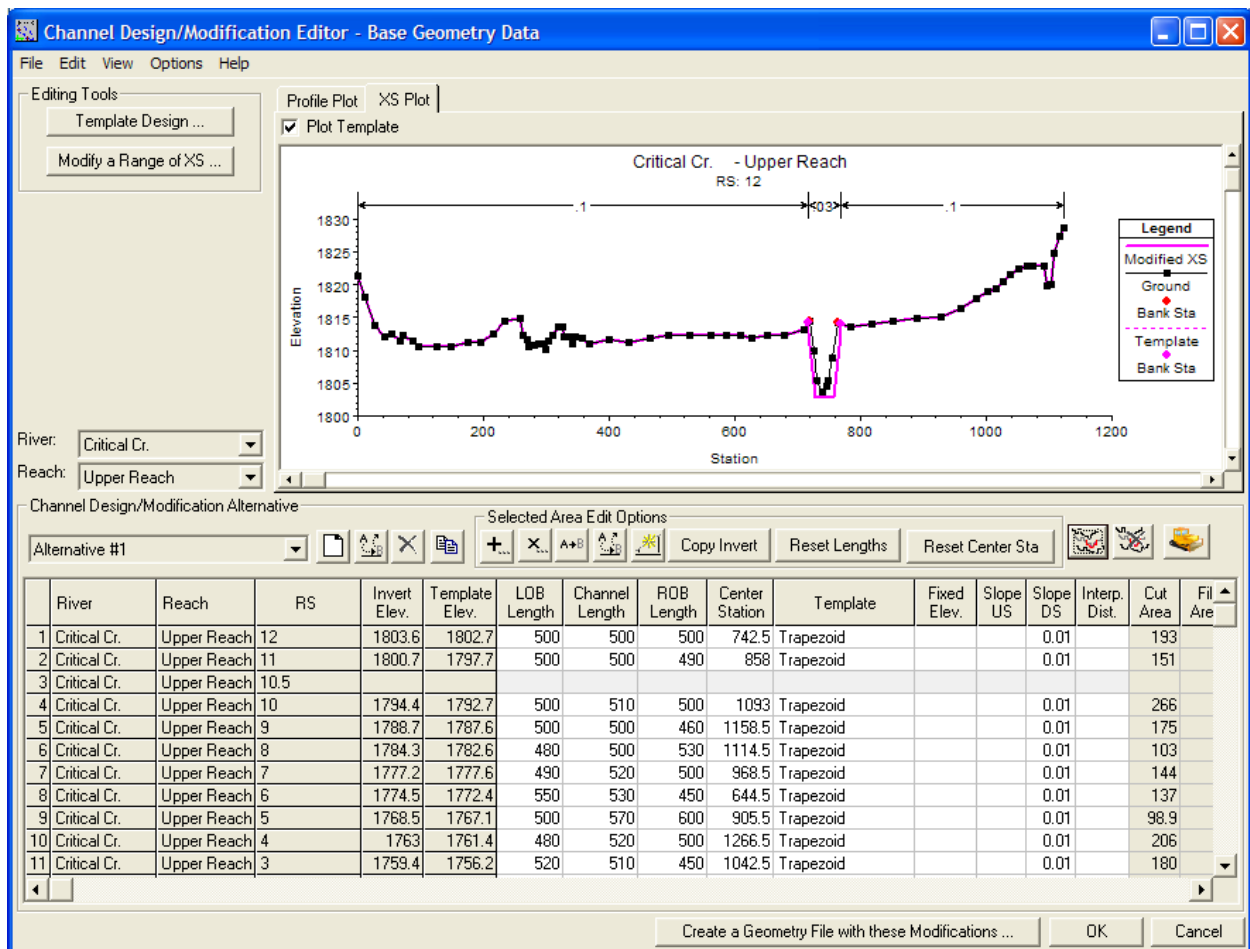 Channel Design/Modification Editor - Base Geometry Data
File Edit View Options Help
Editing Tools
Template Design ...
Modify a Range of XS ...
Profile Plot XS Plot
Plot Template
Critical Cr. - Upper Reach
RS: 12
.1 .03 .1
1830
1825
1820
1815
1810
1805
1800
Elevation
0 200 400 600 800 1000 1200
Station
Legend
Modified XS
Ground
Bank Sta
Template
Bank Sta
River: Critical Cr.
Reach: Upper Reach
Channel Design/Modification Alternative
Alternative #1
Selected Area Edit Options
Copy Invert Reset Lengths Reset Center Sta
River Reach RS Invert Elev. Template Elev. LOB Length Channel Length ROB Length Center Station Template Fixed Elev. Slope US Slope DS Interp. Dist. Cut Area Fil Are
1 Critical Cr. Upper Reach 12 1803.6 1802.7 500 500 500 742.5 Trapezoid 0.01 193
2 Critical Cr. Upper Reach 11 1800.7 1797.7 500 500 490 858 Trapezoid 0.01 151
3 Critical Cr. Upper Reach 10.5
4 Critical Cr. Upper Reach 10 1794.4 1792.7 500 510 500 1093 Trapezoid 0.01 266
5 Critical Cr. Upper Reach 9 1788.7 1787.6 500 500 460 1158.5 Trapezoid 0.01 175
6 Critical Cr. Upper Reach 8 1784.3 1782.6 480 500 530 1114.5 Trapezoid 0.01 103
7 Critical Cr. Upper Reach 7 1777.2 1777.6 490 520 500 968.5 Trapezoid 0.01 144
8 Critical Cr. Upper Reach 6 1774.5 1772.4 550 530 450 644.5 Trapezoid 0.01 137
9 Critical Cr. Upper Reach 5 1768.5 1767.1 500 570 600 905.5 Trapezoid 0.01 98.9
10 Critical Cr. Upper Reach 4 1763 1761.4 480 520 500 1266.5 Trapezoid 0.01 206
11 Critical Cr. Upper Reach 3 1759.4 1756.2 520 510 450 1042.5 Trapezoid 0.01 180
Create a Geometry File with these Modifications ... OK Cancel